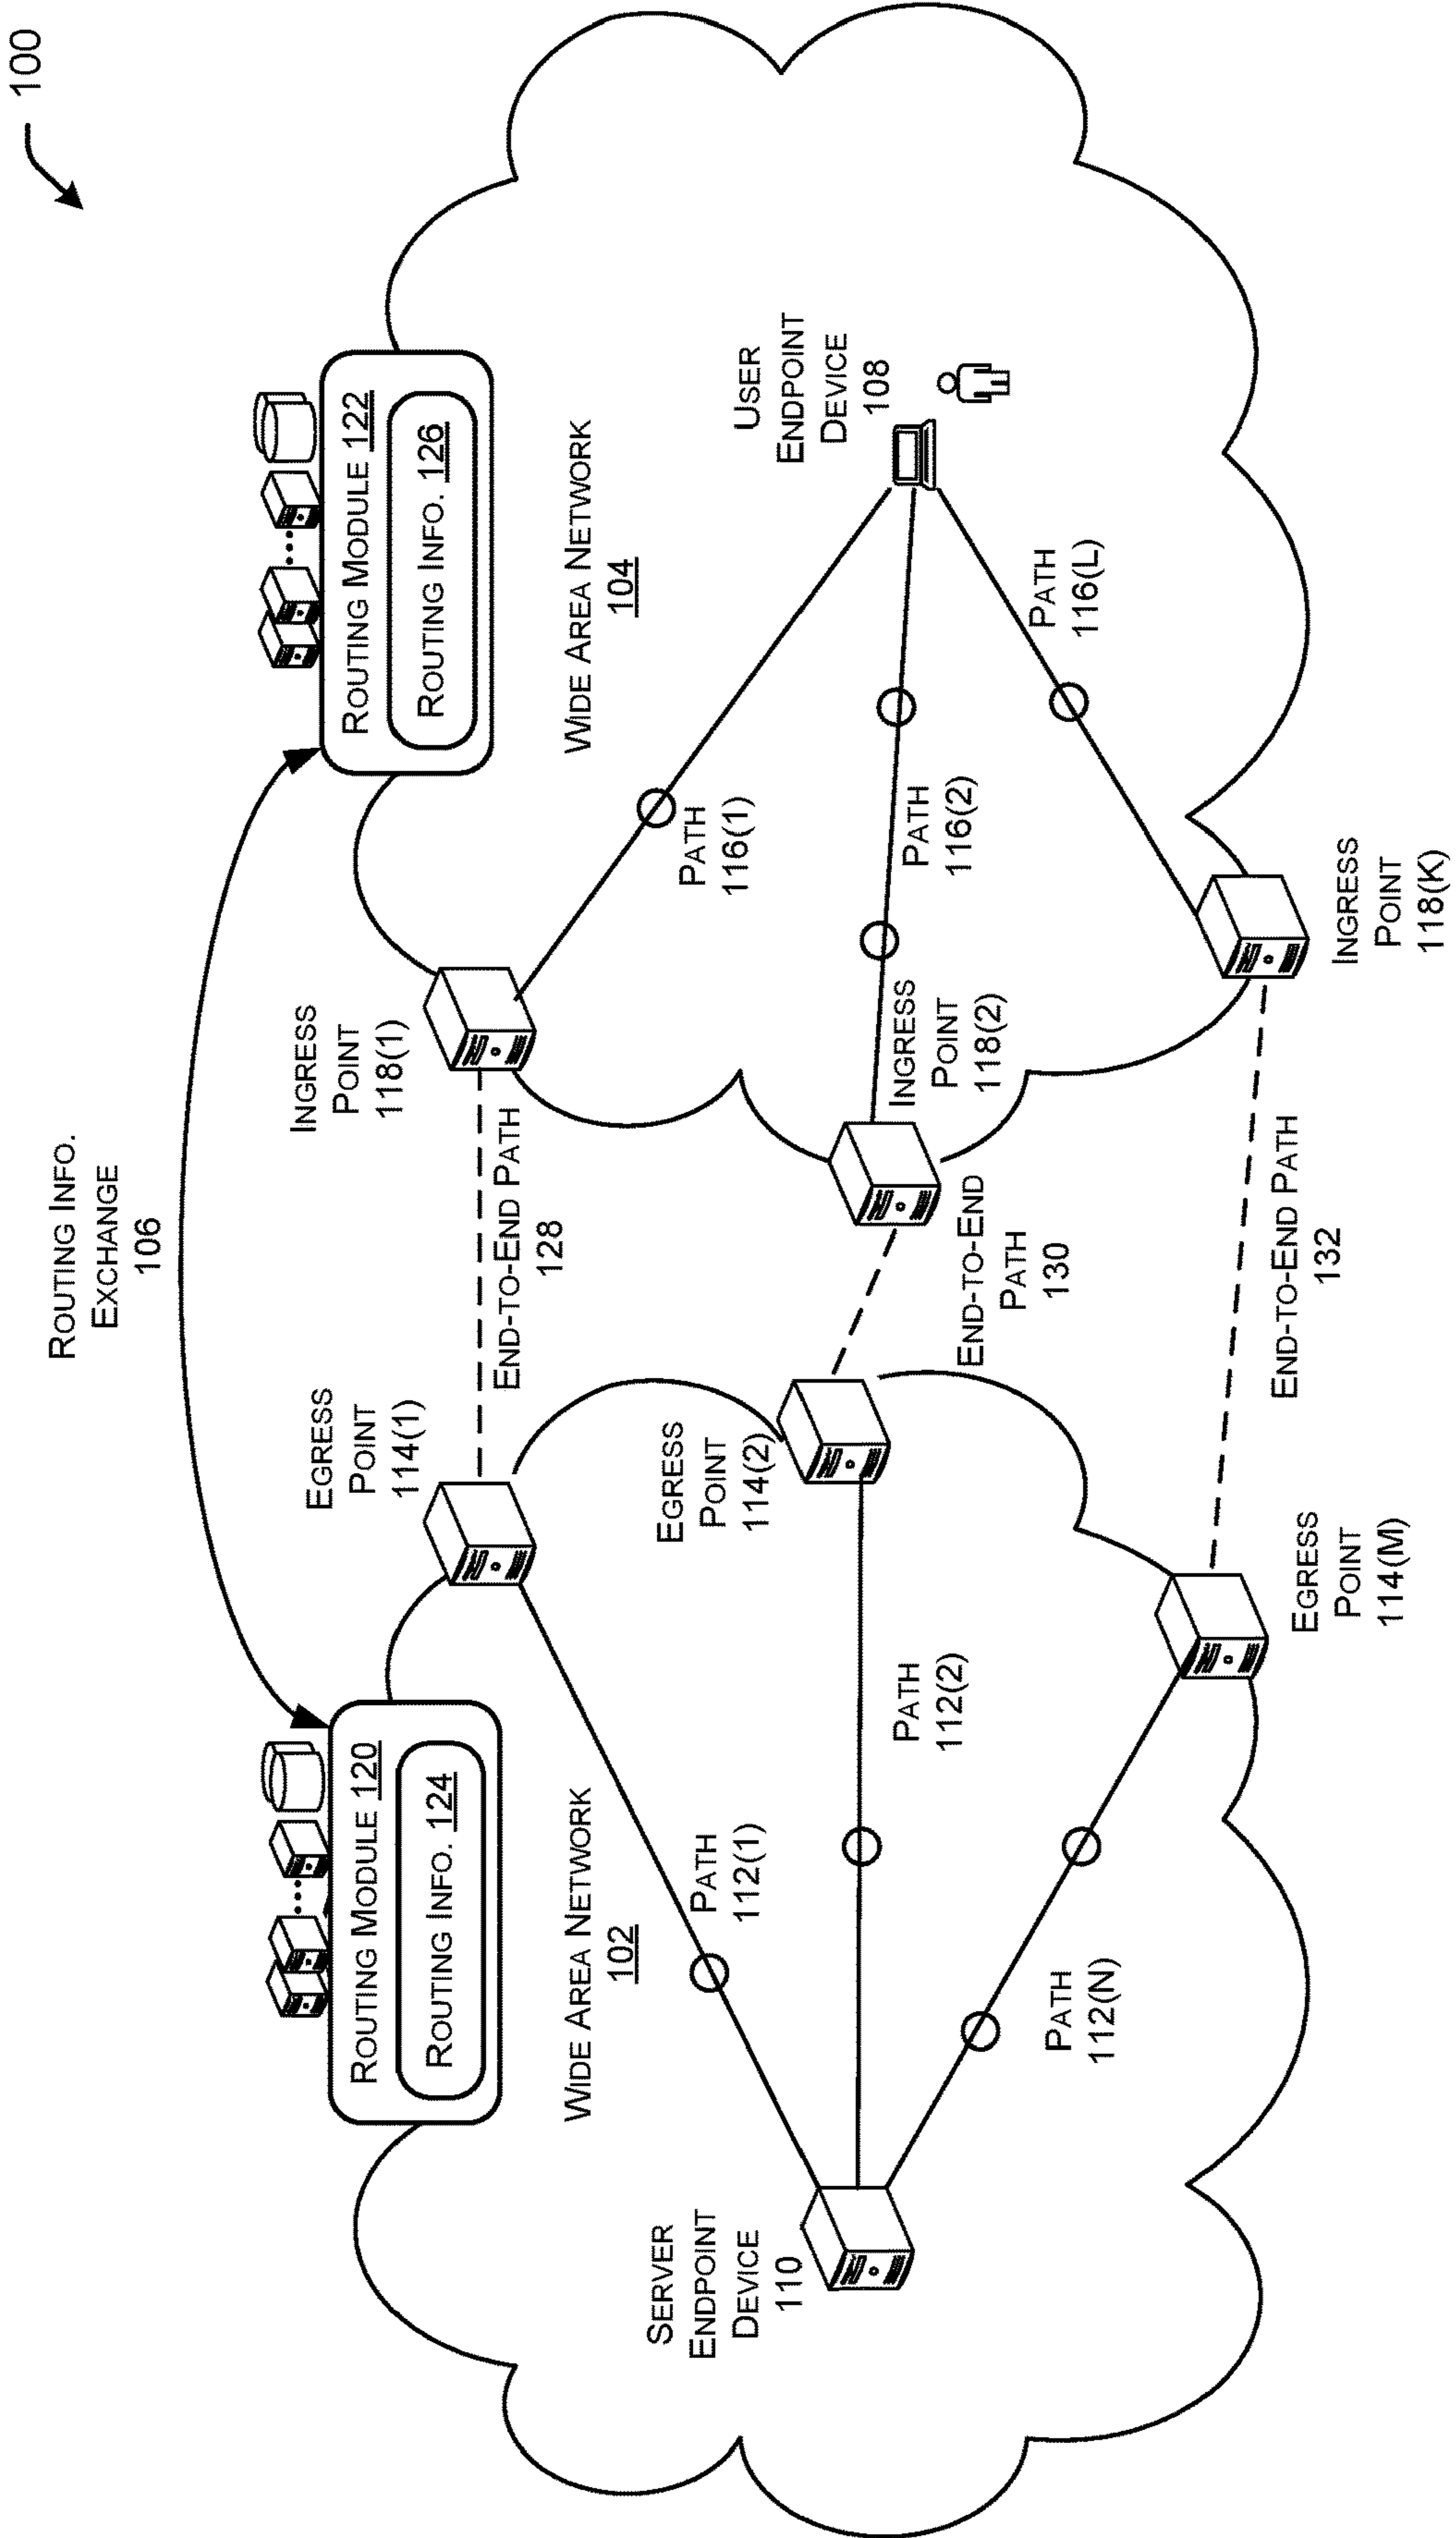 100
ROUTING INFO.
EXCHANGE
106
ROUTING MODULE 120
ROUTING INFO. 124
ROUTING MODULE 122
ROUTING INFO. 126
WIDE AREA NETWORK
102
WIDE AREA NETWORK
104
EGRESS
POINT
114(1)
INGRESS
POINT
118(1)
END-TO-END PATH
128
SERVER
ENDPOINT
DEVICE
110
PATH
112(1)
EGRESS
POINT
114(2)
PATH
116(1)
USER
ENDPOINT
DEVICE
108
PATH
112(2)
END-TO-END
PATH
130
INGRESS
POINT
118(2)
PATH
116(2)
PATH
116(L)
PATH
112(N)
EGRESS
POINT
114(M)
END-TO-END PATH
132
INGRESS
POINT
118(K)